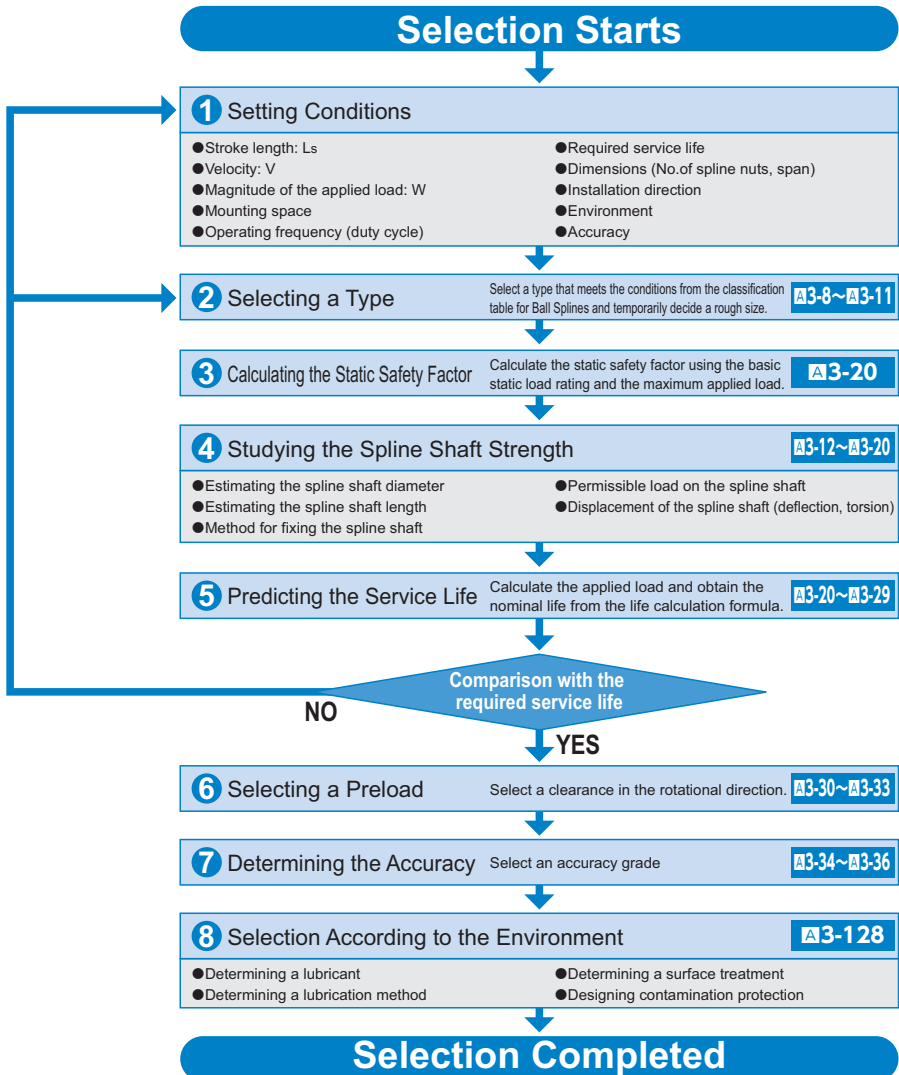 Selection Starts
1 Setting Conditions
●Stroke length: Ls
●Velocity: V
●Magnitude of the applied load: W
●Mounting space
●Operating frequency (duty cycle)
●Required service life
●Dimensions (No.of spline nuts, span)
●Installation direction
●Environment
●Accuracy
2 Selecting a Type
Select a type that meets the conditions from the classification
table for Ball Splines and temporarily decide a rough size.
A3-8~A3-11
3 Calculating the Static Safety Factor
Calculate the static safety factor using the basic
static load rating and the maximum applied load.
A3-20
4 Studying the Spline Shaft Strength
A3-12~A3-20
●Estimating the spline shaft diameter
●Estimating the spline shaft length
●Method for fixing the spline shaft
●Permissible load on the spline shaft
●Displacement of the spline shaft (deflection, torsion)
5 Predicting the Service Life
Calculate the applied load and obtain the
nominal life from the life calculation formula.
A3-20~A3-29
Comparison with the
required service life
NO
YES
6 Selecting a Preload
Select a clearance in the rotational direction.
A3-30~A3-33
7 Determining the Accuracy
Select an accuracy grade
A3-34~A3-36
8 Selection According to the Environment
A3-128
●Determining a lubricant
●Determining a lubrication method
●Determining a surface treatment
●Designing contamination protection
Selection Completed